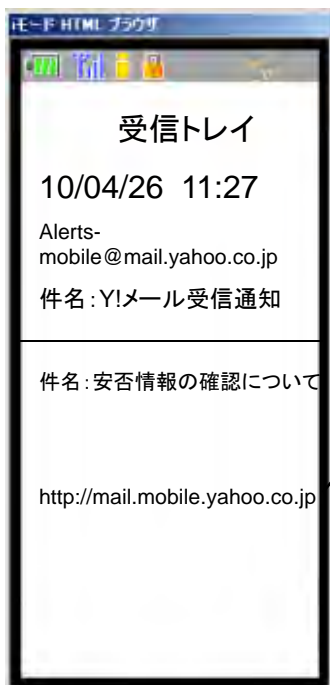 iモード HTML ブラウザ
受信トレイ
10/04/26 11:27
Alerts-
mobile@mail.yahoo.co.jp
件名：Y!メール受信通知
件名：安否情報の確認について
http://mail.mobile.yahoo.co.jp